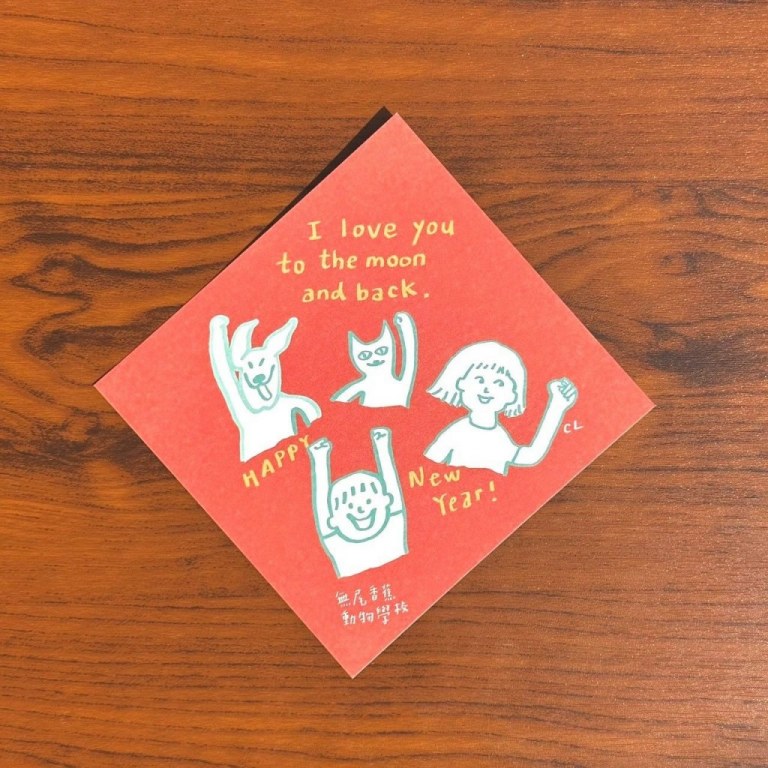 I love you
to the moon
and back.
HAPPY
New
Year!
CL
無尾香蕉
動物學校